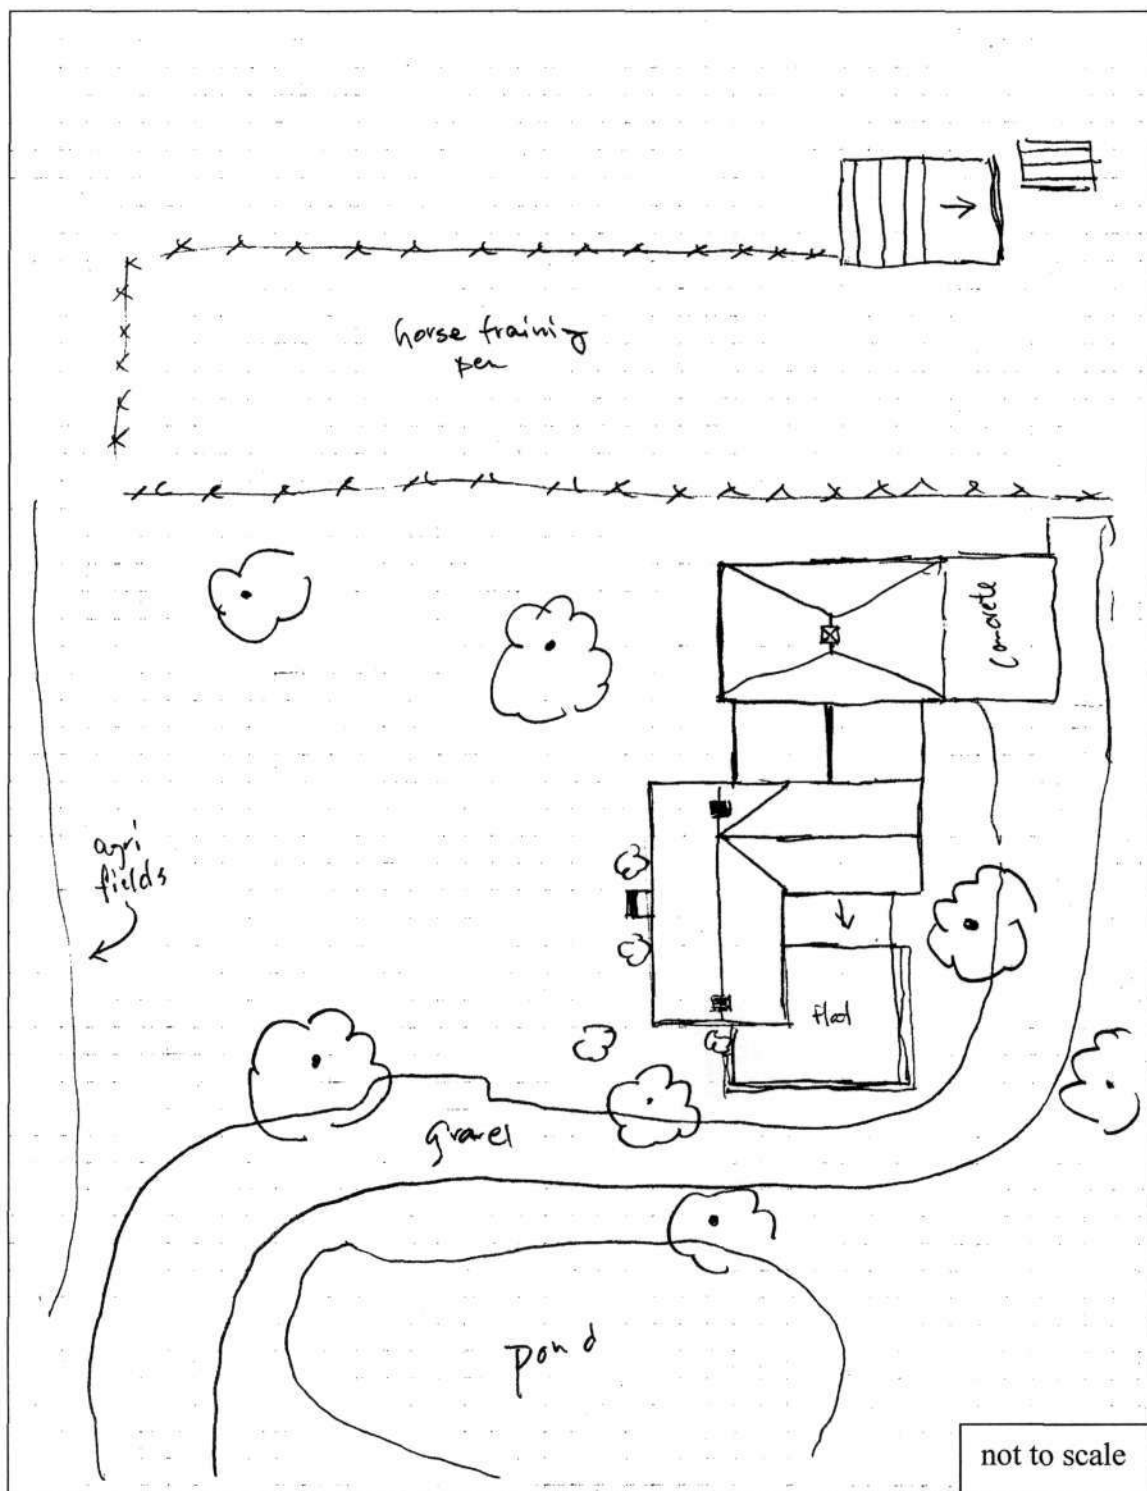 horse training
pen
Concrete
agri
fields
flat
gravel
pond
not to scale